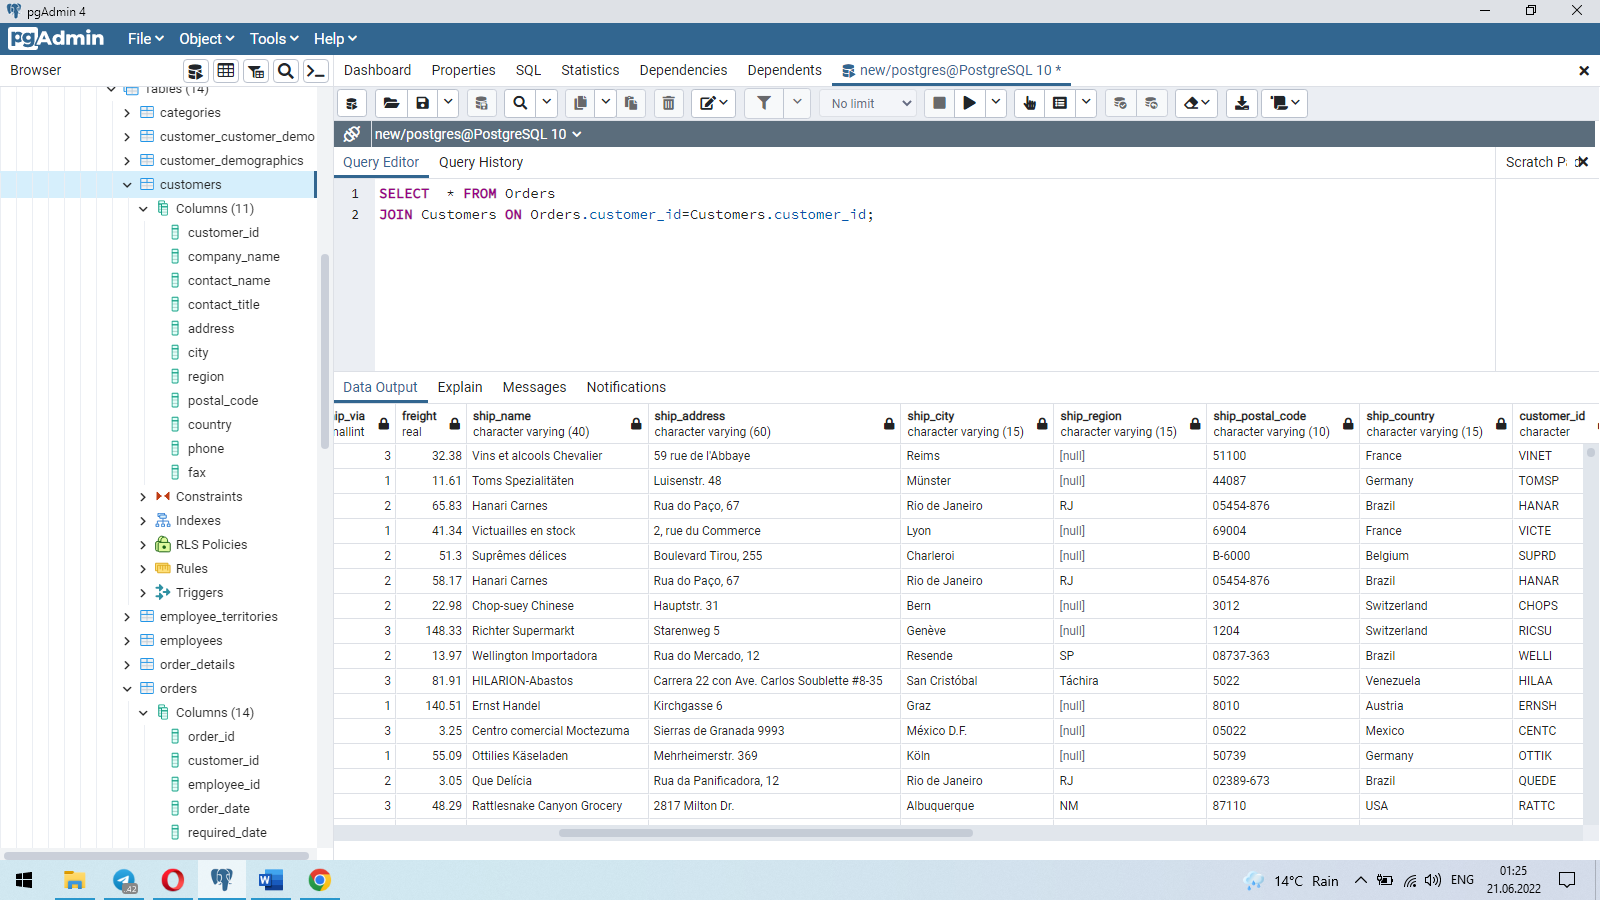 pgAdmin 4
pgAdmin File Object Tools Help
Browser
Dashboard Properties SQL Statistics Dependencies Dependents new/postgres@PostgreSQL 10 *
No limit
new/postgres@PostgreSQL 10
Query Editor Query History
Scratch P
1 SELECT * FROM Orders
2 JOIN Customers ON Orders.customer_id=Customers.customer_id;
Tables (14)
categories
customer_customer_demo
customer_demographics
customers
Columns (11)
customer_id
company_name
contact_name
contact_title
address
city
region
postal_code
country
phone
fax
Constraints
Indexes
RLS Policies
Rules
Triggers
employee_territories
employees
order_details
orders
Columns (14)
order_id
customer_id
employee_id
order_date
required_date
Data Output Explain Messages Notifications
ip_via freight ship_name ship_address ship_city ship_region ship_postal_code ship_country customer_id
nallint real character varying (40) character varying (60) character varying (15) character varying (15) character varying (10) character varying (15) character
3 32.38 Vins et alcools Chevalier 59 rue de l'Abbaye Reims [null] 51100 France VINET
1 11.61 Toms Spezialitäten Luisenstr. 48 Münster [null] 44087 Germany TOMSP
2 65.83 Hanari Carnes Rua do Paço, 67 Rio de Janeiro RJ 05454-876 Brazil HANAR
1 41.34 Victuailles en stock 2, rue du Commerce Lyon [null] 69004 France VICTE
2 51.3 Suprêmes délices Boulevard Tirou, 255 Charleroi [null] B-6000 Belgium SUPRD
2 58.17 Hanari Carnes Rua do Paço, 67 Rio de Janeiro RJ 05454-876 Brazil HANAR
2 22.98 Chop-suey Chinese Hauptstr. 31 Bern [null] 3012 Switzerland CHOPS
3 148.33 Richter Supermarkt Starenweg 5 Genève [null] 1204 Switzerland RICSU
2 13.97 Wellington Importadora Rua do Mercado, 12 Resende SP 08737-363 Brazil WELLI
3 81.91 HILARION-Abastos Carrera 22 con Ave. Carlos Soublette #8-35 San Cristóbal Táchira 5022 Venezuela HILAA
1 140.51 Ernst Handel Kirchgasse 6 Graz [null] 8010 Austria ERNSH
3 3.25 Centro comercial Moctezuma Sierras de Granada 9993 México D.F. [null] 05022 Mexico CENTC
1 55.09 Ottilies Käseladen Mehrheimerstr. 369 Köln [null] 50739 Germany OTTIK
2 3.05 Que Delícia Rua da Panificadora, 12 Rio de Janeiro RJ 02389-673 Brazil QUEDE
3 48.29 Rattlesnake Canyon Grocery 2817 Milton Dr. Albuquerque NM 87110 USA RATTC
42
14°C Rain
ENG
01:25
21.06.2022